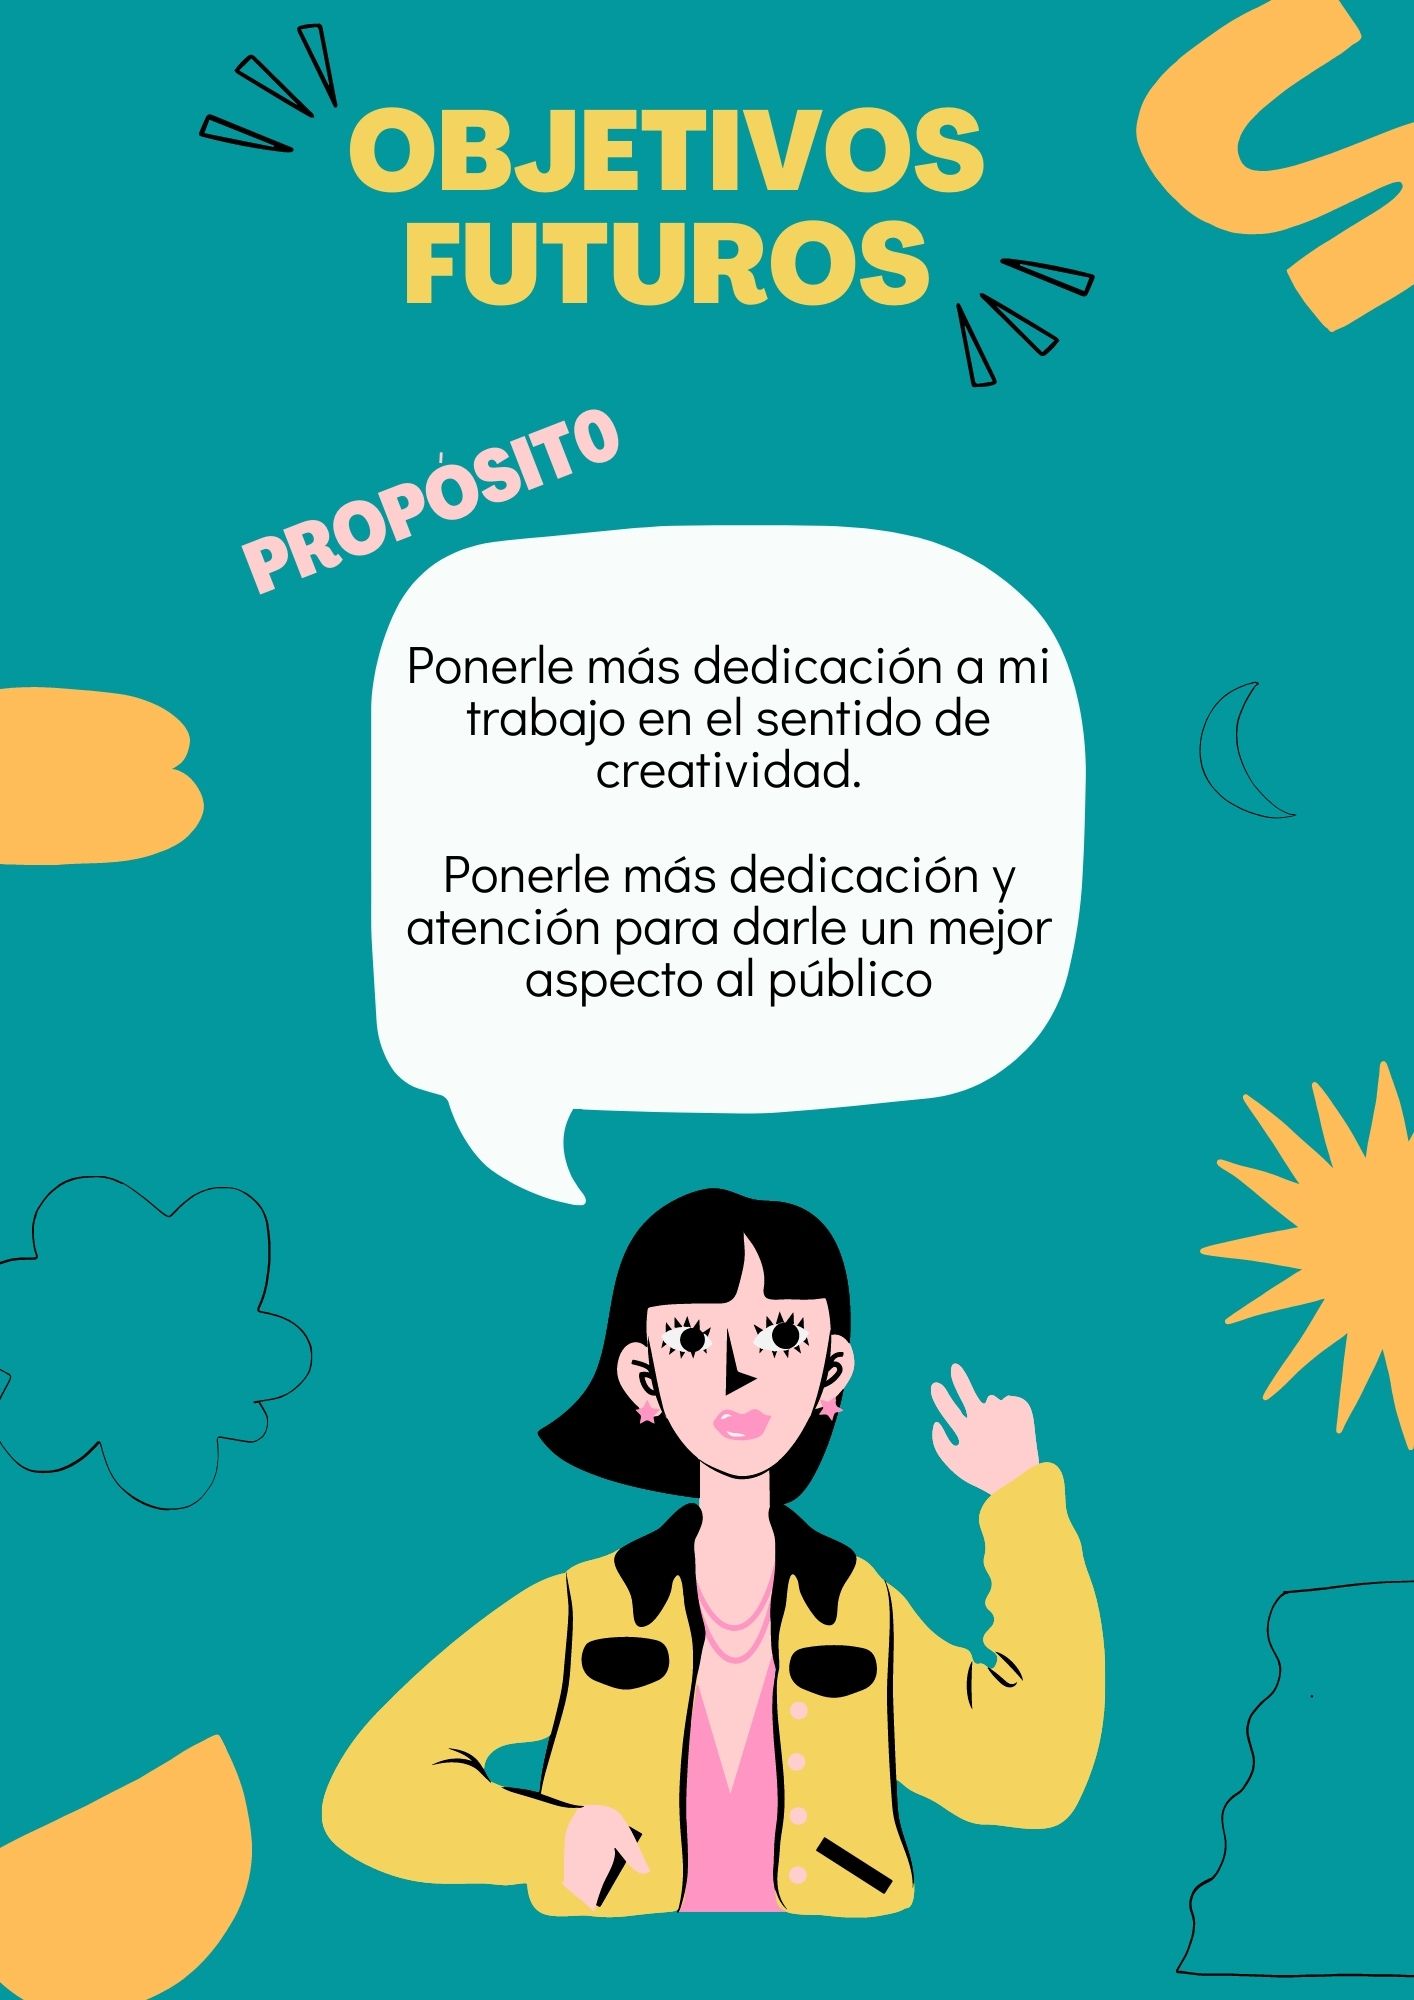 OBJETIVOS
FUTUROS
PROPÓSITO
Ponerle más dedicación a mi
trabajo en el sentido de
creatividad.
Ponerle más dedicación y
atención para darle un mejor
aspecto al público